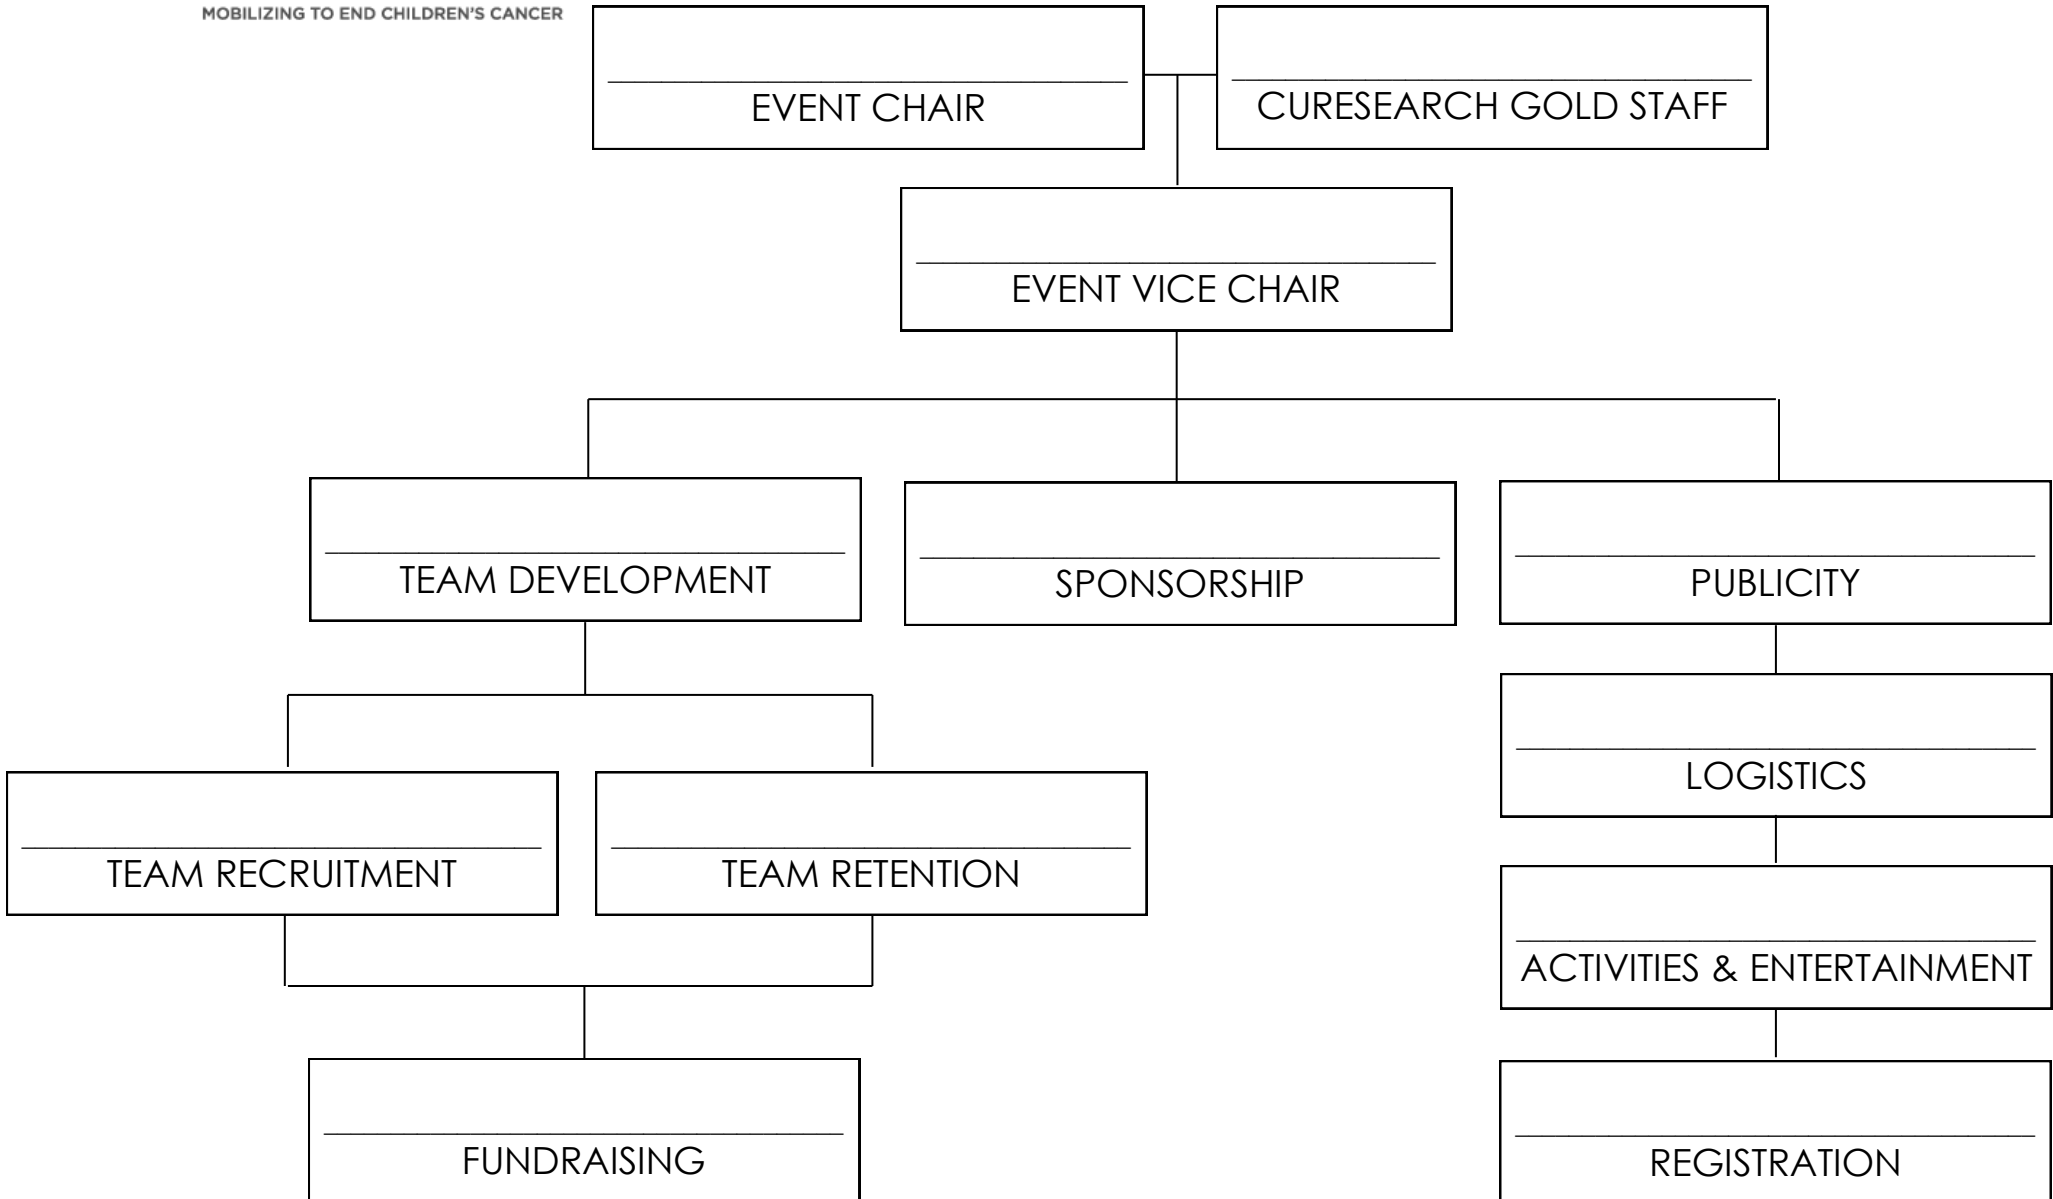 MOBILIZING TO END CHILDREN'S CANCER
EVENT CHAIR
CURESEARCH GOLD STAFF
EVENT VICE CHAIR
TEAM DEVELOPMENT
SPONSORSHIP
PUBLICITY
LOGISTICS
TEAM RECRUITMENT
TEAM RETENTION
ACTIVITIES & ENTERTAINMENT
FUNDRAISING
REGISTRATION